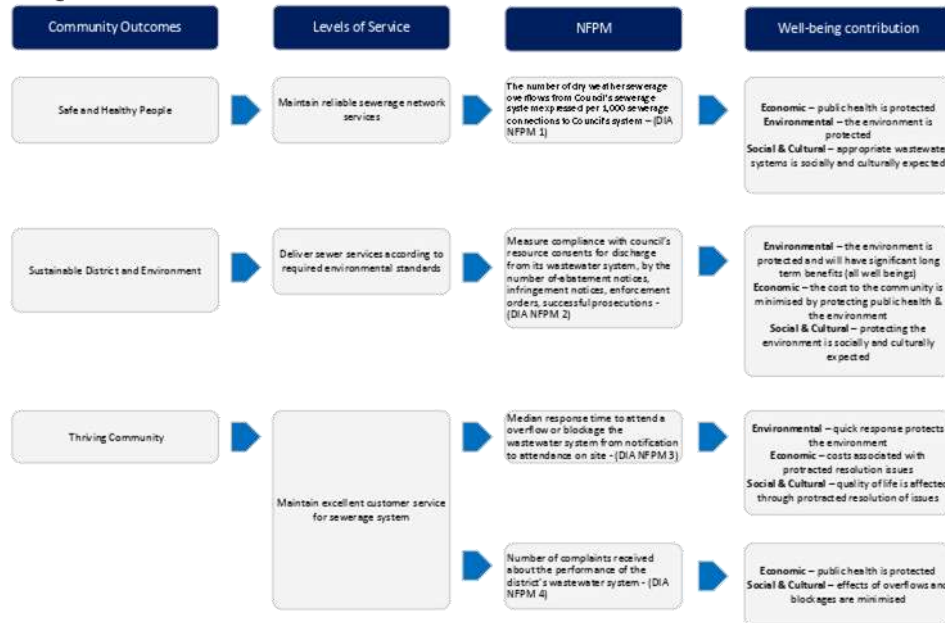 Community Outcomes
Levels of Service
NFPM
Well-being contribution
Safe and Healthy People
Maintain reliable sewerage network
services
The number of dry weather sewerage
overflows from Council's sewerage
system expressed per 1,000 sewerage
connections to Council's system – (DIA
NFPM 1)
Economic – public health is protected
Environmental – the environment is
protected
Social & Cultural – appropriate wastewater
systems is socially and culturally expected
Sustainable District and Environment
Deliver sewer services according to
required environmental standards
Measure compliance with council's
resource consents for discharge
from its wastewater system, by the
number of abatement notices,
infringement notices, enforcement
orders, successful prosecutions -
(DIA NFPM 2)
Environmental – the environment is
protected and will have significant long
term benefits (all well beings)
Economic – the cost to the community is
minimised by protecting public health &
the environment
Social & Cultural – protecting the
environment is socially and culturally
expected
Thriving Community
Maintain excellent customer service
for sewerage system
Median response time to attend a
overflow or blockage the
wastewater system from notification
to attendance on site - (DIA NFPM 3)
Environmental – quick response protects
the environment
Economic – costs associated with
protracted resolution issues
Social & Cultural – quality of life is affected
through protracted resolution of issues
Number of complaints received
about the performance of the
district's wastewater system - (DIA
NFPM 4)
Economic – public health is protected
Social & Cultural – effects of overflows and
blockages are minimised